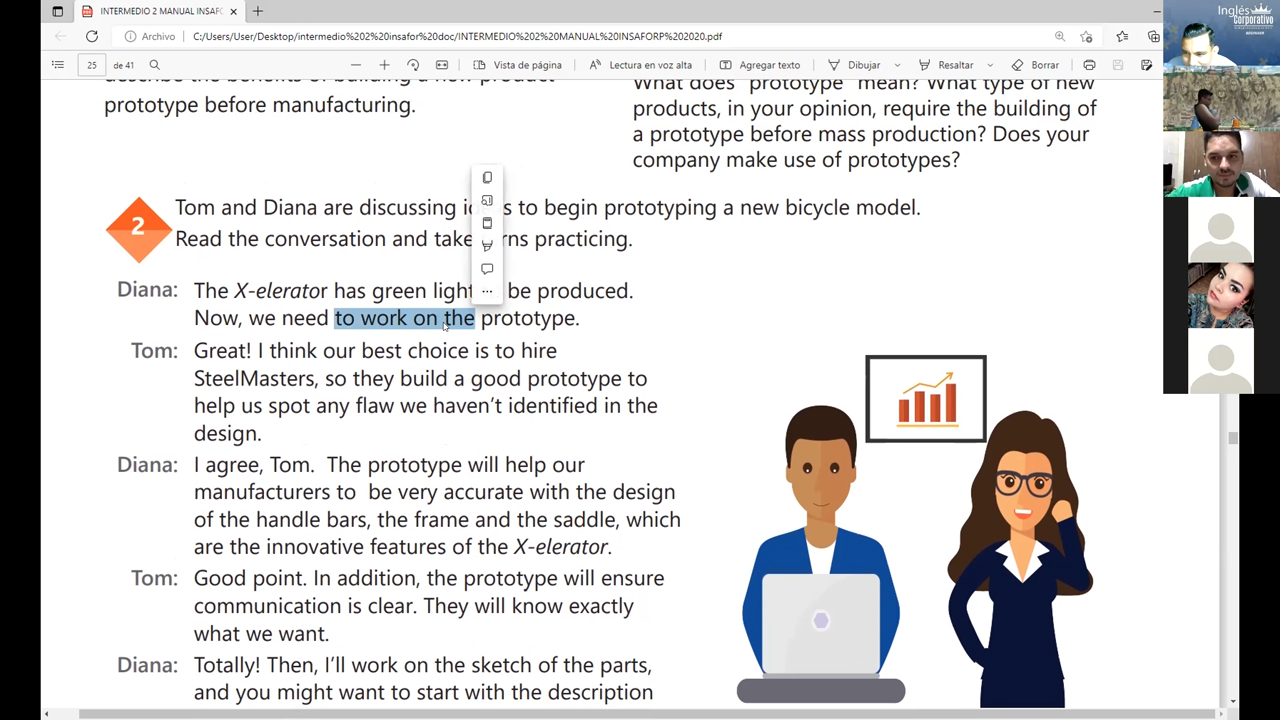 INTERMEDIO 2 MANUAL INSAFOR
Archivo C:/Users/User/Desktop/intermedio%202%20insafor%20doc/INTERMEDIO%202%20MANUAL%20INSAFORP%202020.pdf
25 de 41 Vista de página Lectura en voz alta Agregar texto Dibujar Resaltar Borrar
Inglés
Corporativo
describe the benefits of building a new product
prototype before manufacturing.
What does "prototype" mean? What type of new
products, in your opinion, require the building of
a prototype before mass production? Does your
company make use of prototypes?
2
Tom and Diana are discussing i s to begin prototyping a new bicycle model.
Read the conversation and take rns practicing.
Diana: The X-elerator has green light be produced.
Now, we need to work on the prototype.
Tom: Great! I think our best choice is to hire
SteelMasters, so they build a good prototype to
help us spot any flaw we haven't identified in the
design.
Diana: I agree, Tom. The prototype will help our
manufacturers to be very accurate with the design
of the handle bars, the frame and the saddle, which
are the innovative features of the X-elerator.
Tom: Good point. In addition, the prototype will ensure
communication is clear. They will know exactly
what we want.
Diana: Totally! Then, I'll work on the sketch of the parts,
and you might want to start with the description